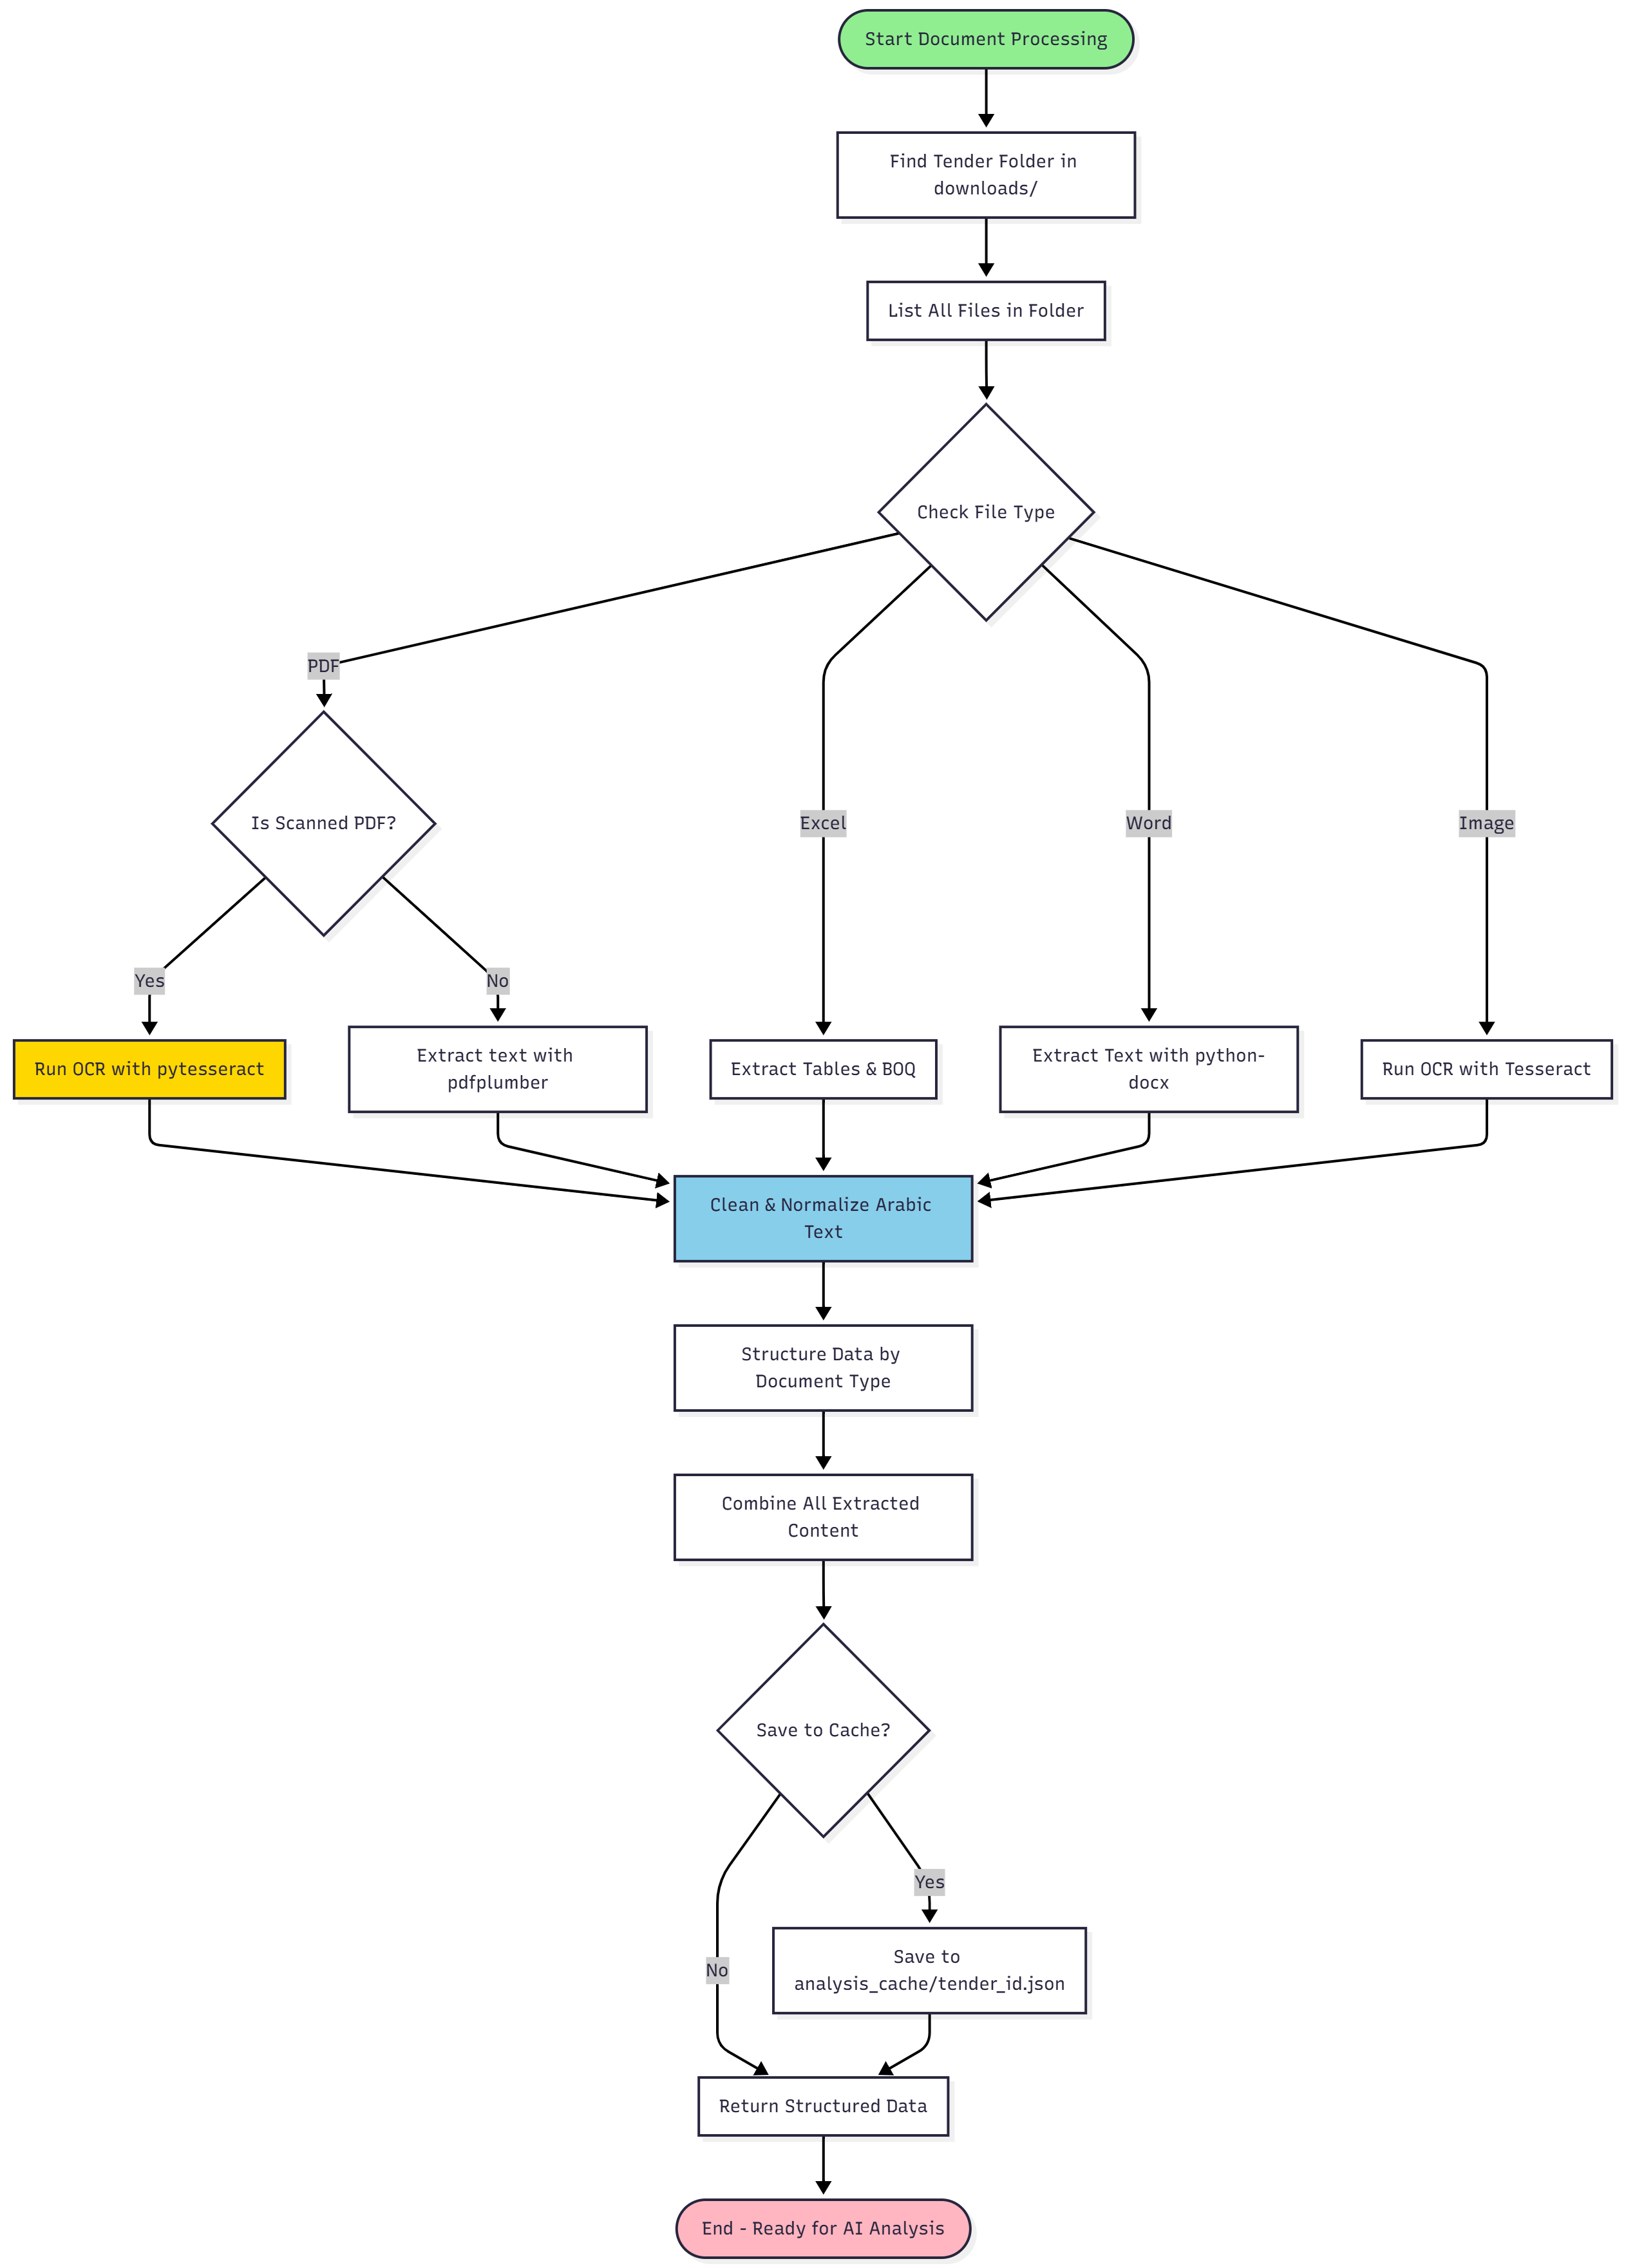 Start Document Processing
Find Tender Folder in
downloads/
List All Files in Folder
Check File Type
PDF
Is Scanned PDF?
Excel
Word
Image
Yes
No
Run OCR with pytesseract
Extract text with
pdfplumber
Extract Tables & BOQ
Extract Text with python-
docx
Run OCR with Tesseract
Clean & Normalize Arabic
Text
Structure Data by
Document Type
Combine All Extracted
Content
Save to Cache?
Yes
No
Save to
analysis_cache/tender_id.json
Return Structured Data
End - Ready for AI Analysis